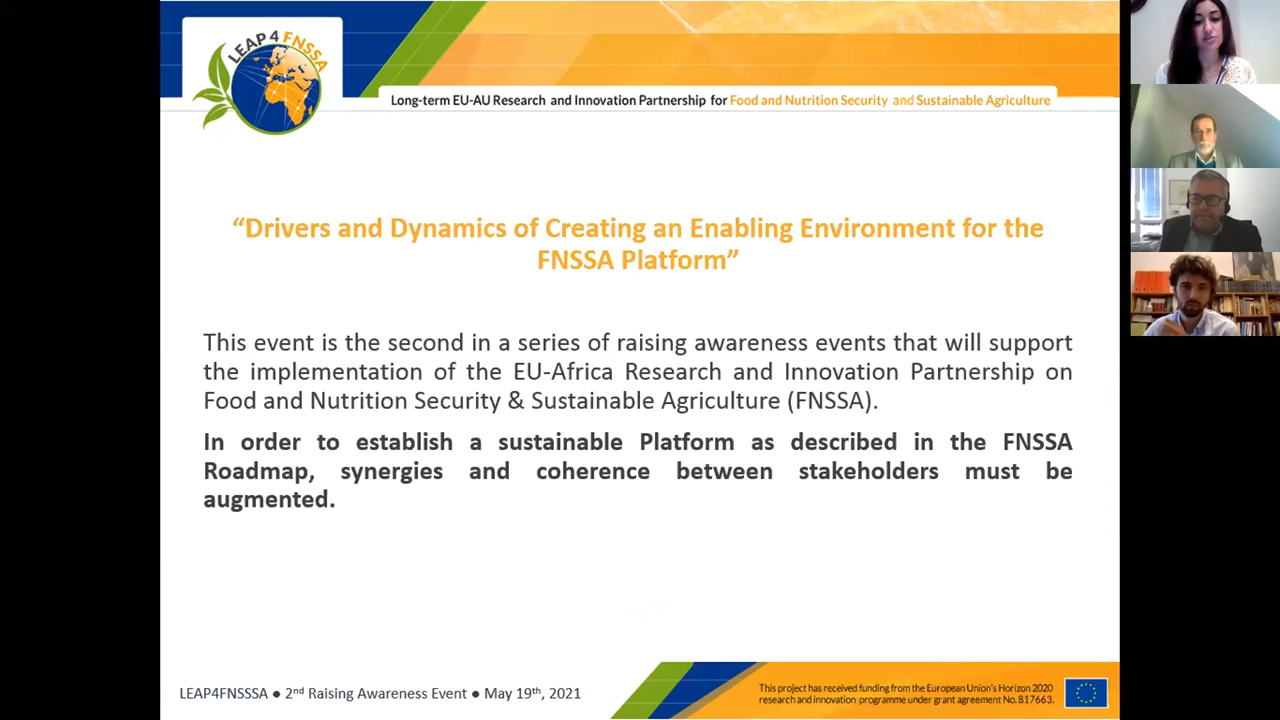 LEAP 4 FNSSA
Long-term EU-AU Research and Innovation Partnership for Food and Nutrition Security and Sustainable Agriculture
“Drivers and Dynamics of Creating an Enabling Environment for the
FNSSA Platform”
This event is the second in a series of raising awareness events that will support
the implementation of the EU-Africa Research and Innovation Partnership on
Food and Nutrition Security & Sustainable Agriculture (FNSSA).
In order to establish a sustainable Platform as described in the FNSSA
Roadmap, synergies and coherence between stakeholders must be
augmented.
LEAP4FNSSSA ● 2nd Raising Awareness Event ● May 19th, 2021
This project has received funding from the European Union's Horizon 2020
research and innovation programme under grant agreement No. 817663.